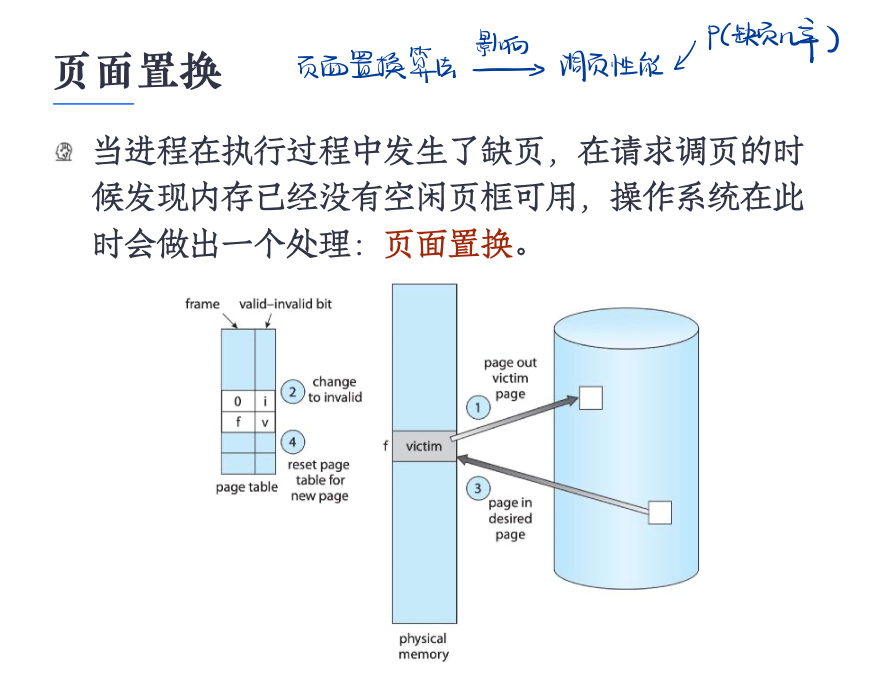 页面置换
页面置换算法 影响 调页性能 P(缺页几率)
当进程在执行过程中发生了缺页，在请求调页的时
候发现内存已经没有空闲页框可用，操作系统在此
时会做出一个处理：页面置换。
frame valid–invalid bit
0 i
f v
page table
2 change
to invalid
4
reset page
table for
new page
f victim
physical
memory
page out
victim
page
1
3
page in
desired
page